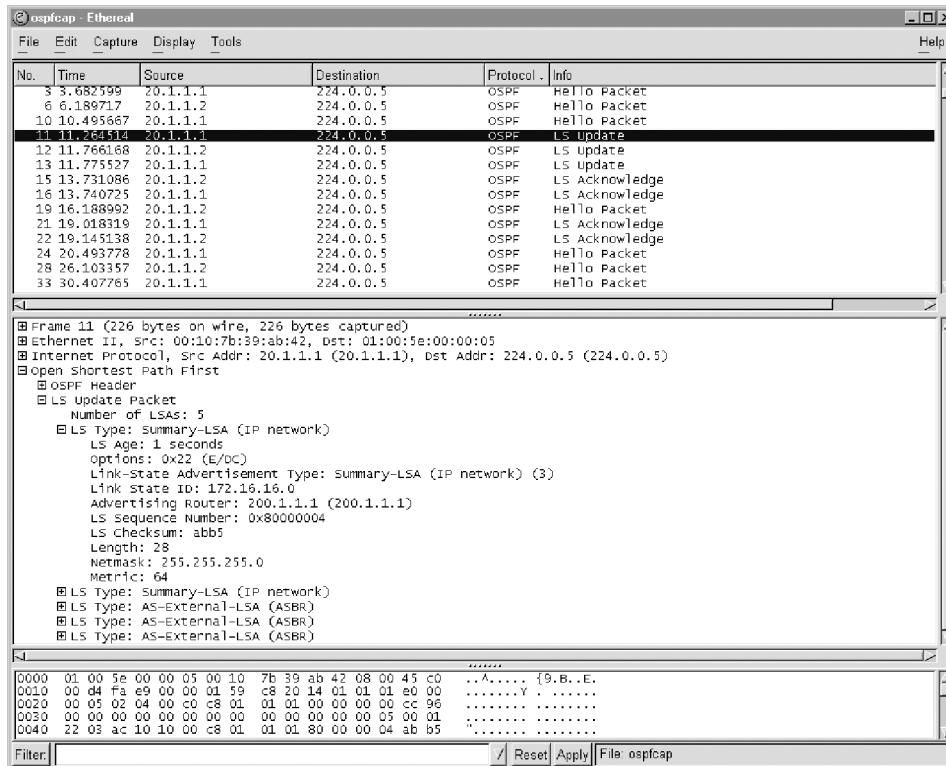 ospfcap - Ethereal
File Edit Capture Display Tools Help
No. Time Source Destination Protocol . Info
3 3.682599 20.1.1.1 224.0.0.5 OSPF Hello Packet
6 6.189717 20.1.1.2 224.0.0.5 OSPF Hello Packet
10 10.495667 20.1.1.1 224.0.0.5 OSPF Hello Packet
11 11.264514 20.1.1.1 224.0.0.5 OSPF LS Update
12 11.766168 20.1.1.2 224.0.0.5 OSPF LS Update
13 11.775527 20.1.1.1 224.0.0.5 OSPF LS Update
15 13.731086 20.1.1.2 224.0.0.5 OSPF LS Acknowledge
16 13.740725 20.1.1.1 224.0.0.5 OSPF LS Acknowledge
19 16.188992 20.1.1.2 224.0.0.5 OSPF Hello Packet
21 19.018319 20.1.1.1 224.0.0.5 OSPF LS Acknowledge
22 19.145138 20.1.1.2 224.0.0.5 OSPF LS Acknowledge
24 20.493778 20.1.1.1 224.0.0.5 OSPF Hello Packet
28 26.103357 20.1.1.2 224.0.0.5 OSPF Hello Packet
33 30.407765 20.1.1.1 224.0.0.5 OSPF Hello Packet
Frame 11 (226 bytes on wire, 226 bytes captured)
Ethernet II, Src: 00:10:7b:39:ab:42, Dst: 01:00:5e:00:00:05
Internet Protocol, Src Addr: 20.1.1.1 (20.1.1.1), Dst Addr: 224.0.0.5 (224.0.0.5)
Open Shortest Path First
OSPF Header
LS Update Packet
Number of LSAs: 5
LS Type: Summary-LSA (IP network)
LS Age: 1 seconds
Options: 0x22 (E/DC)
Link-State Advertisement Type: Summary-LSA (IP network) (3)
Link State ID: 172.16.16.0
Advertising Router: 200.1.1.1 (200.1.1.1)
LS Sequence Number: 0x80000004
LS Checksum: abb5
Length: 28
Netmask: 255.255.255.0
Metric: 64
LS Type: Summary-LSA (IP network)
LS Type: AS-External-LSA (ASBR)
LS Type: AS-External-LSA (ASBR)
LS Type: AS-External-LSA (ASBR)
0000 01 00 5e 00 00 05 00 10 7b 39 ab 42 08 00 45 c0 ..^..... {9.B..E.
0010 00 d4 fa e9 00 00 01 59 c8 20 14 01 01 01 e0 00 .......Y . ......
0020 00 05 02 04 00 c0 c8 01 01 01 00 00 00 00 cc 96 ........ ........
0030 00 00 00 00 00 00 00 00 00 00 00 00 00 05 00 01 ........ ........
0040 22 03 ac 10 10 00 c8 01 01 01 80 00 00 04 ab b5 "....... ........
Filter: / Reset Apply File: ospfcap